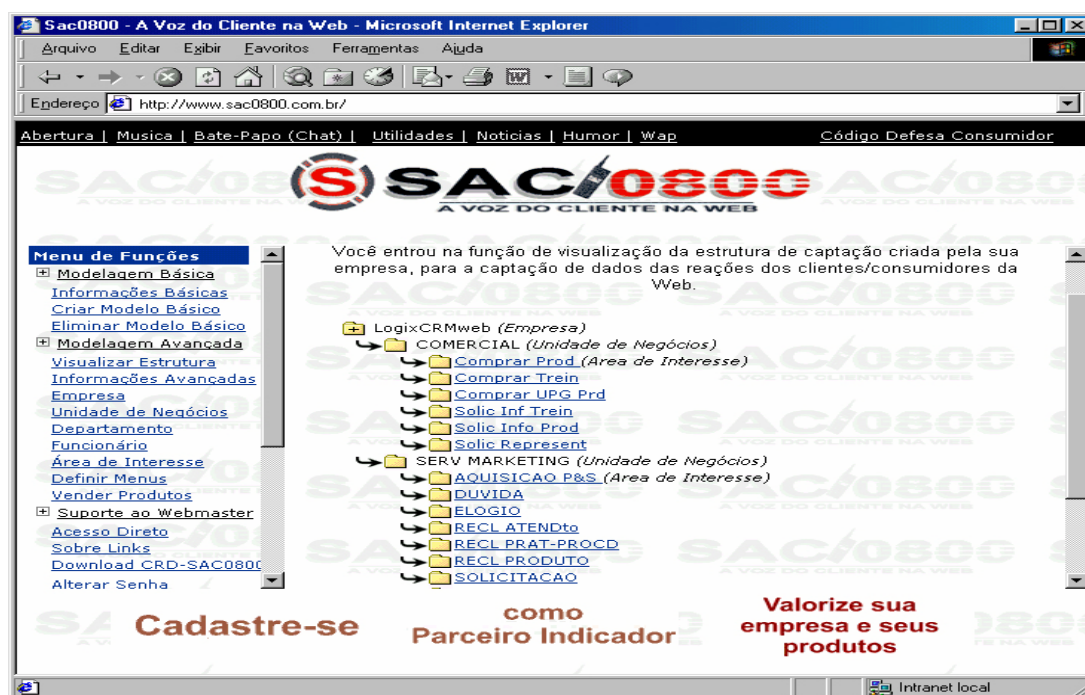 Sac0800 - A Voz do Cliente na Web - Microsoft Internet Explorer
Arquivo Editar Exibir Favoritos Ferramentas Ajuda
Endereço http://www.sac0800.com.br/
Abertura | Musica | Bate-Papo (Chat) | Utilidades | Noticias | Humor | Wap Código Defesa Consumidor
SAC 0800
A VOZ DO CLIENTE NA WEB
Menu de Funções
Modelagem Básica
Informações Básicas
Criar Modelo Básico
Eliminar Modelo Básico
Modelagem Avançada
Visualizar Estrutura
Informações Avançadas
Empresa
Unidade de Negócios
Departamento
Funcionário
Área de Interesse
Definir Menus
Vender Produtos
Suporte ao Webmaster
Acesso Direto
Sobre Links
Download CRD-SAC0800
Alterar Senha
Você entrou na função de visualização da estrutura de captação criada pela sua
empresa, para a captação de dados das reações dos clientes/consumidores da
Web.
LogixCRMweb (Empresa)
COMERCIAL (Unidade de Negócios)
Comprar Prod (Area de Interesse)
Comprar Trein
Comprar UPG Prd
Solic Inf Trein
Solic Info Prod
Solic Represent
SERV MARKETING (Unidade de Negócios)
AQUISICAO P&S (Area de Interesse)
DUVIDA
ELOGIO
RECL ATENDto
RECL PRAT-PROCD
RECL PRODUTO
SOLICITACAO
Cadastre-se
como
Parceiro Indicador
Valorize sua
empresa e seus
produtos
Intranet local